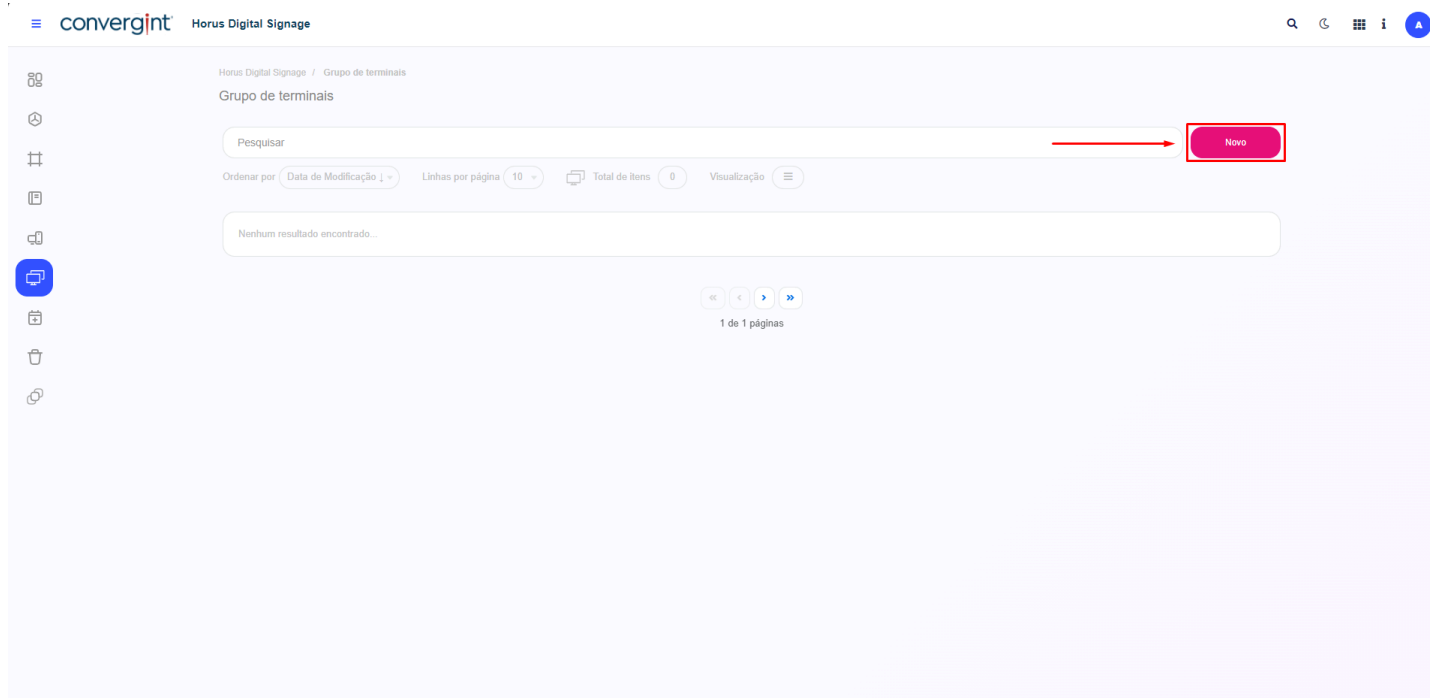 convergint Horus Digital Signage A
Horus Digital Signage / Grupo de terminais
Grupo de terminais
Pesquisar Novo
Ordenar por Data de Modificação ↓ Linhas por página 10 Total de itens 0 Visualização
Nenhum resultado encontrado...
« ‹ › »
1 de 1 páginas